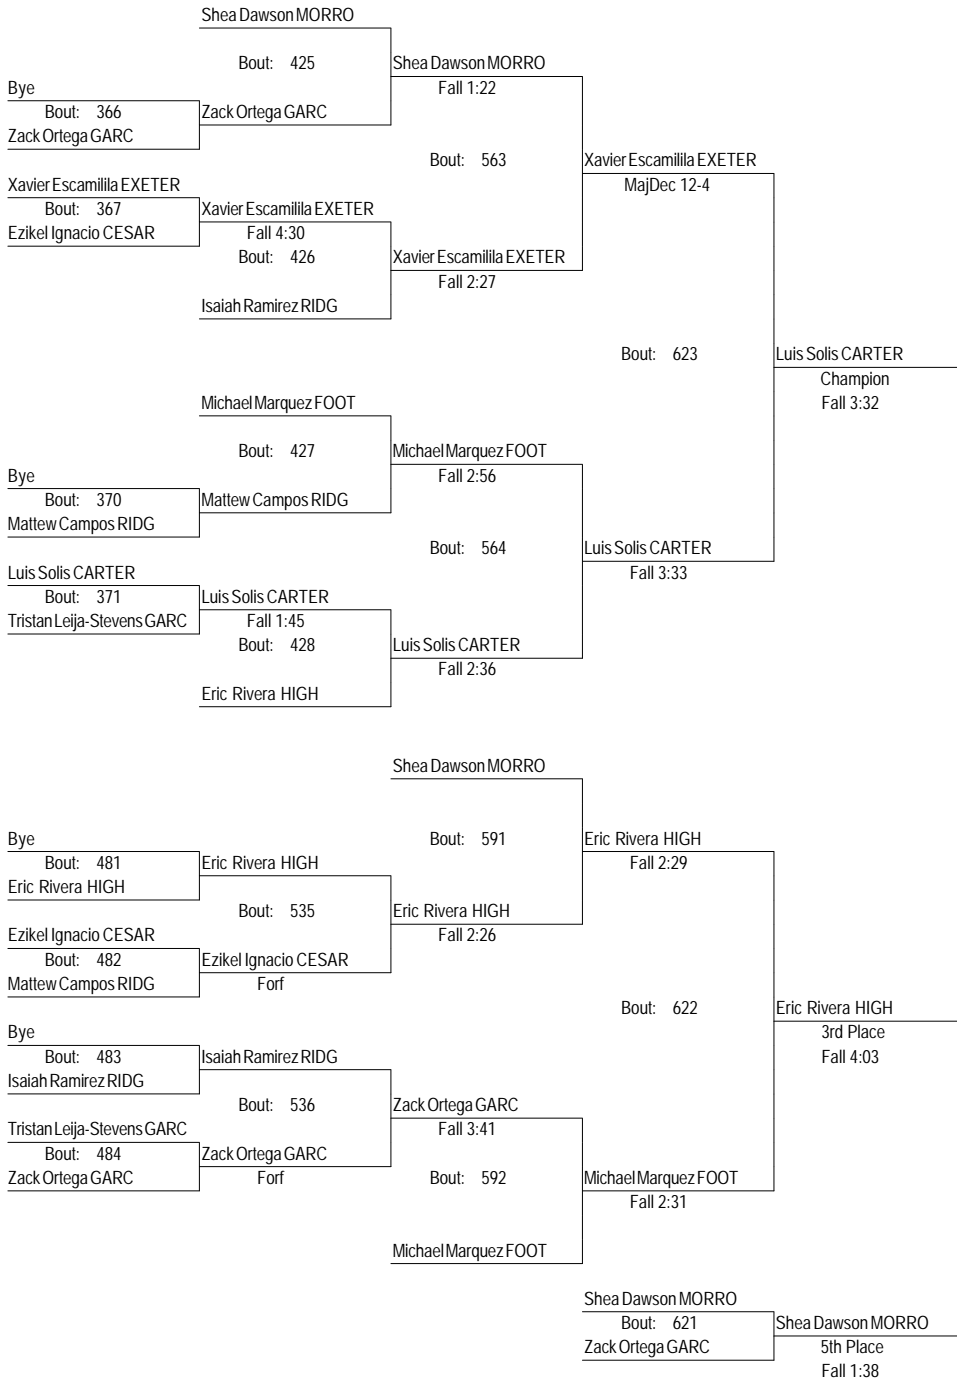 Shea Dawson MORRO
Bout: 425
Shea Dawson MORRO
Fall 1:22
Bye
Bout: 366
Zack Ortega GARC
Zack Ortega GARC
Bout: 563
Xavier Escamilila EXETER
MajDec 12-4
Xavier Escamilila EXETER
Bout: 367
Xavier Escamilila EXETER
Ezikel Ignacio CESAR
Fall 4:30
Bout: 426
Xavier Escamilila EXETER
Fall 2:27
Isaiah Ramirez RIDG
Bout: 623
Luis Solis CARTER
Champion
Fall 3:32
Michael Marquez FOOT
Bout: 427
Michael Marquez FOOT
Fall 2:56
Bye
Bout: 370
Mattew Campos RIDG
Mattew Campos RIDG
Bout: 564
Luis Solis CARTER
Fall 3:33
Luis Solis CARTER
Bout: 371
Luis Solis CARTER
Tristan Leija-Stevens GARC
Fall 1:45
Bout: 428
Luis Solis CARTER
Fall 2:36
Eric Rivera HIGH
Shea Dawson MORRO
Bout: 591
Eric Rivera HIGH
Fall 2:29
Bye
Bout: 481
Eric Rivera HIGH
Eric Rivera HIGH
Bout: 535
Eric Rivera HIGH
Fall 2:26
Ezikel Ignacio CESAR
Bout: 482
Ezikel Ignacio CESAR
Mattew Campos RIDG
Forf
Bout: 622
Eric Rivera HIGH
3rd Place
Fall 4:03
Bye
Bout: 483
Isaiah Ramirez RIDG
Isaiah Ramirez RIDG
Bout: 536
Zack Ortega GARC
Fall 3:41
Tristan Leija-Stevens GARC
Bout: 484
Zack Ortega GARC
Zack Ortega GARC
Forf
Bout: 592
Michael Marquez FOOT
Fall 2:31
Michael Marquez FOOT
Shea Dawson MORRO
Bout: 621
Shea Dawson MORRO
Zack Ortega GARC
5th Place
Fall 1:38